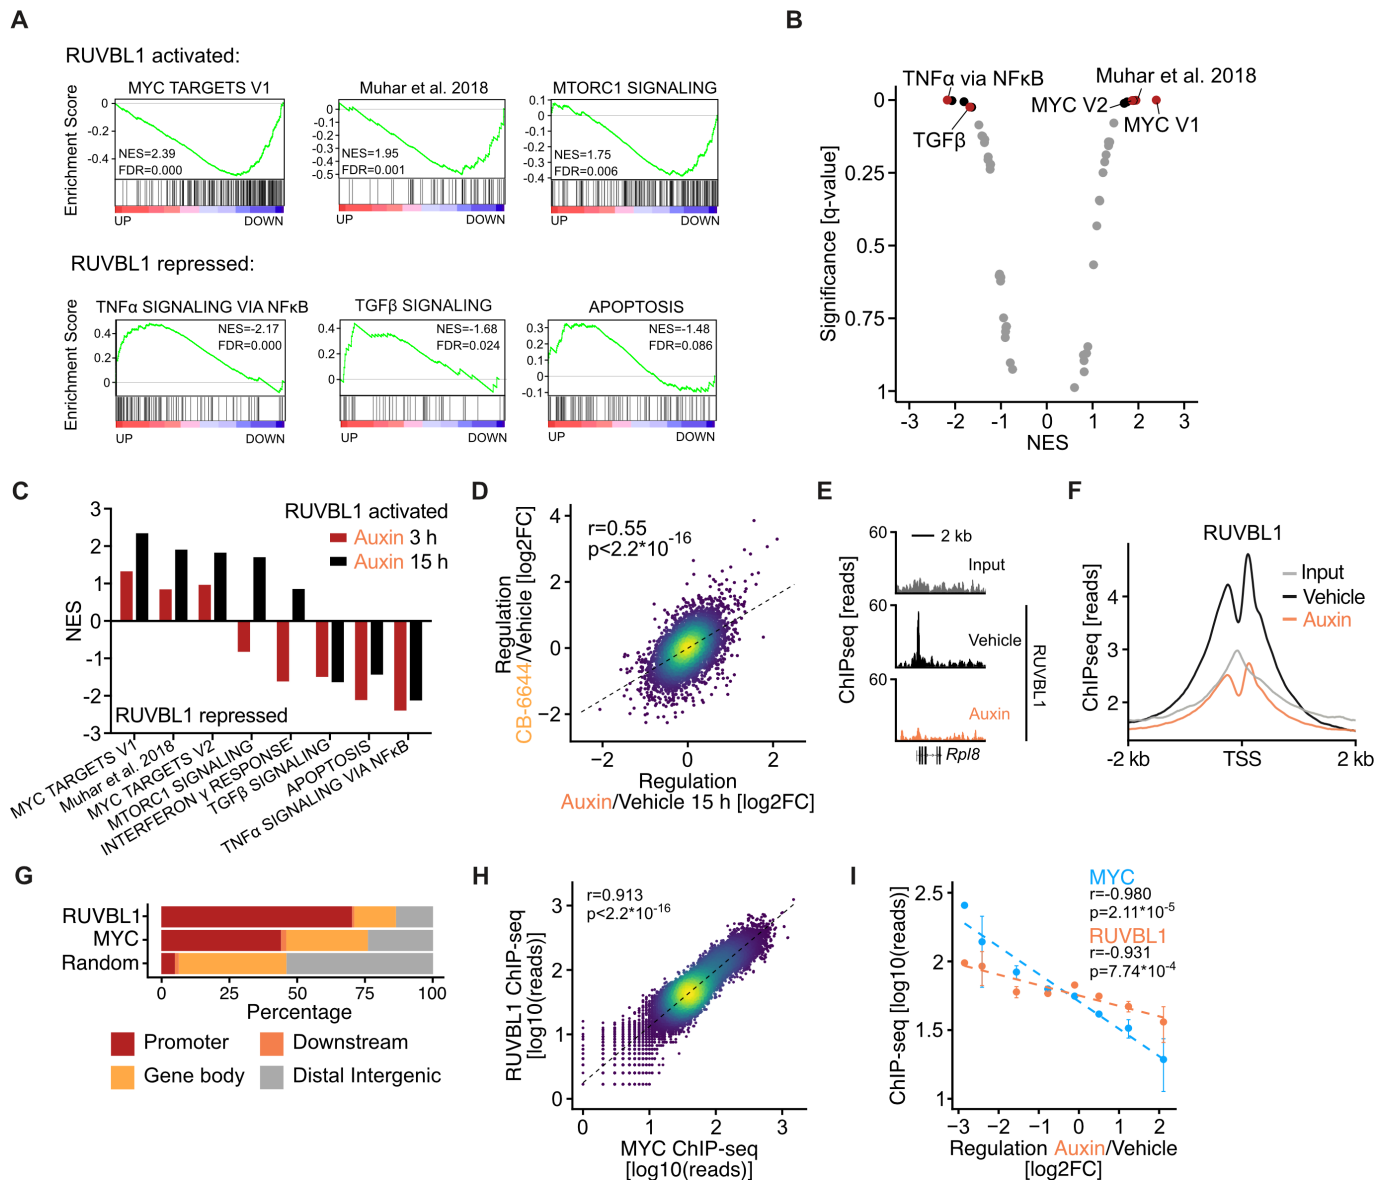 A
RUVBL1 activated:
MYC TARGETS V1
Enrichment Score
0
-0.2
-0.4
NES=2.39
FDR=0.000
UP
DOWN
Muhar et al. 2018
0
-0.1
-0.2
-0.3
-0.4
-0.5
NES=1.95
FDR=0.001
UP
DOWN
MTORC1 SIGNALING
0.1
0
-0.1
-0.2
-0.3
-0.4
NES=1.75
FDR=0.006
UP
DOWN
RUVBL1 repressed:
TNFα SIGNALING VIA NFκB
Enrichment Score
0.4
0.2
0
NES=-2.17
FDR=0.000
UP
DOWN
TGFβ SIGNALING
0.4
0.2
0
NES=-1.68
FDR=0.024
UP
DOWN
APOPTOSIS
0.3
0.2
0.1
0
-0.1
NES=-1.48
FDR=0.086
UP
DOWN
B
TNFα via NFκB
Muhar et al. 2018
MYC V2
MYC V1
TGFβ
Significance [q-value]
0
0.25
0.5
0.75
1
-3 -2 -1 0 1 2 3
NES
C
RUVBL1 activated
Auxin 3 h
Auxin 15 h
NES
3
2
1
0
-1
-2
-3
RUVBL1 repressed
MYC TARGETS V1
Muhar et al. 2018
MYC TARGETS V2
MTORC1 SIGNALING
INTERFERON γ RESPONSE
TGFβ SIGNALING
APOPTOSIS
TNFα SIGNALING VIA NFκB
D
r=0.55
p<2.2*10-16
Regulation
CB-6644/Vehicle [log2FC]
4
2
0
−2
−2 0 2
Regulation
Auxin/Vehicle 15 h [log2FC]
E
ChIPseq [reads]
60
2 kb
Input
60
Vehicle
60
Auxin
RUVBL1
Rpl8
F
RUVBL1
Input
Vehicle
Auxin
ChIPseq [reads]
4
3
2
-2 kb TSS 2 kb
G
RUVBL1
MYC
Random
0 25 50 75 100
Percentage
Promoter
Downstream
Gene body
Distal Intergenic
H
r=0.913
p<2.2*10-16
RUVBL1 ChIP-seq
[log10(reads)]
3
2
1
0
0 1 2 3
MYC ChIP-seq
[log10(reads)]
I
MYC
r=-0.980
p=2.11*10-5
RUVBL1
r=-0.931
p=7.74*10-4
ChIP-seq [log10(reads)]
2.5
2
1.5
1
−3 −2 −1 0 1 2
Regulation Auxin/Vehicle
[log2FC]